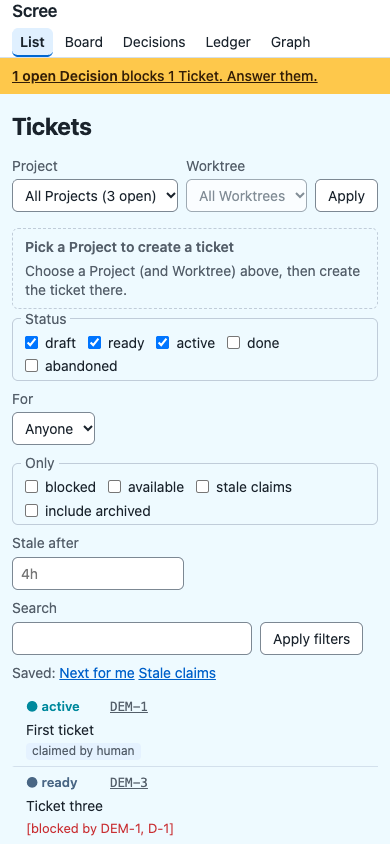 Scree
List Board Decisions Ledger Graph
1 open Decision blocks 1 Ticket. Answer them.
Tickets
Project Worktree
All Projects (3 open) All Worktrees Apply
Pick a Project to create a ticket
Choose a Project (and Worktree) above, then create
the ticket there.
Status
draft ready active done
abandoned
For
Anyone
Only
blocked available stale claims
include archived
Stale after
4h
Search
Apply filters
Saved: Next for me Stale claims
active DEM-1
First ticket
claimed by human
ready DEM-3
Ticket three
[blocked by DEM-1, D-1]